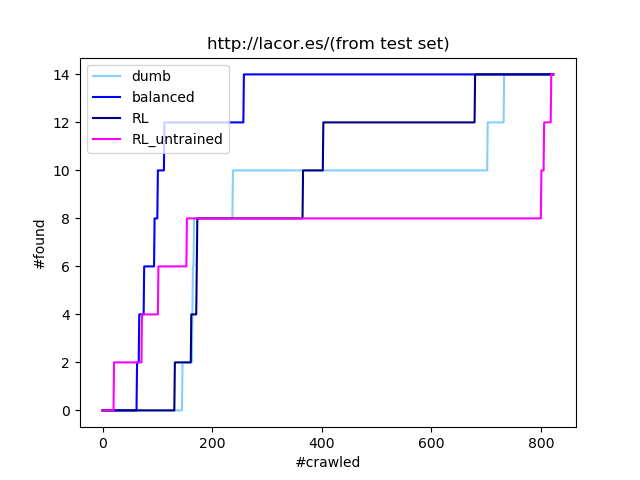 http://lacor.es/(from test set)
dumb
balanced
RL
RL_untrained
14
12
10
8
6
4
2
0
#found
0 200 400 600 800
#crawled